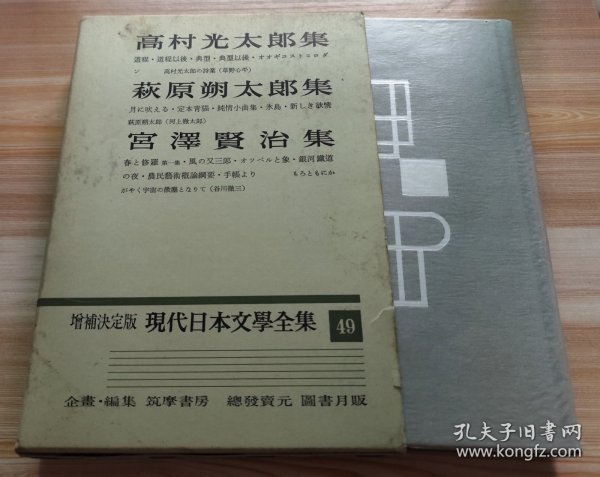 高村光太郎集
道程・道程以後・典型・典型以後・オオギユストニロダ
ン　高村光太郎の詩業（草野心平）
萩原朔太郎集
月に吠える・定本青猫・純情小曲集・氷島・新しき欲情
萩原朔太郎（河上徹太郎）
宮澤賢治集
春と修羅 第一集・風の又三郎・オツベルと象・銀河鐵道
の夜・農民藝術概論綱要・手帳より　もろともにか
がやく宇宙の微塵となりて（谷川徹三）
増補決定版 現代日本文學全集 49
企畫・編集 筑摩書房 總發賣元 圖書月販
孔夫子旧书网
www.kongfz.com